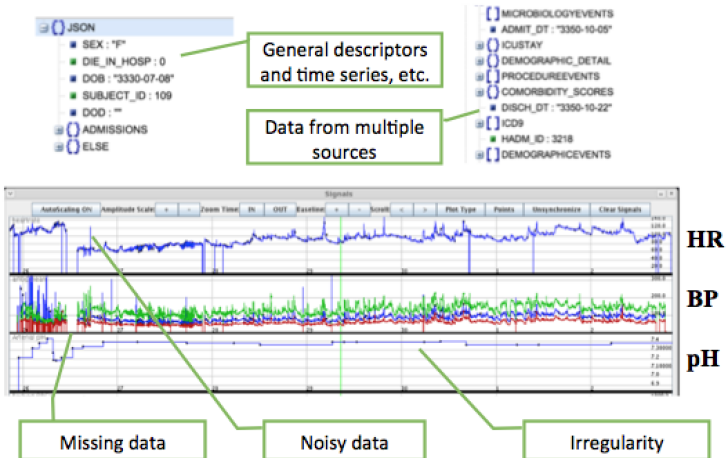 JSON
SEX : "F"
DIE_IN_HOSP : 0
DOB : "3330-07-08"
SUBJECT_ID : 109
DOD : ""
ADMISSIONS
ELSE
General descriptors
and time series, etc.
Data from multiple
sources
MICROBIOLOGYEVENTS
ADMIT_DT : "3350-10-05"
ICUSTAY
DEMOGRAPHIC_DETAIL
PROCEDUREEVENTS
COMORBIDITY_SCORES
DISCH_DT : "3350-10-22"
ICD9
HADM_ID : 3218
DEMOGRAPHICEVENTS
Signals
AutoScaling ON Amplitude Scale: + - Zoom Time: IN OUT Baseline + - Scroll < > Plot Type Points Unsynchronize Clear Signals
HR
BP
pH
Missing data
Noisy data
Irregularity